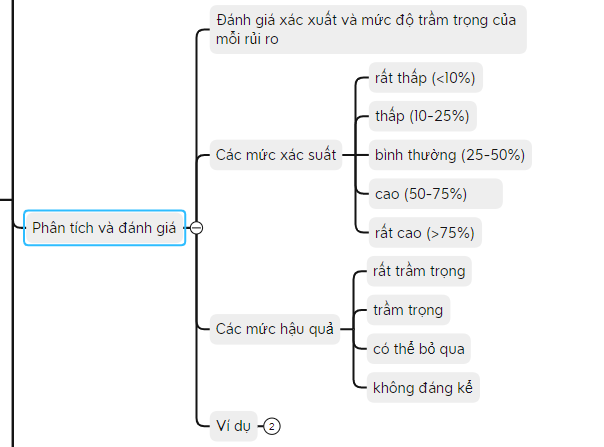 Đánh giá xác xuất và mức độ trầm trọng của
mỗi rủi ro
rất thấp (<10%)
thấp (10-25%)
Các mức xác suất
bình thường (25-50%)
cao (50-75%)
rất cao (>75%)
Phân tích và đánh giá
rất trầm trọng
trầm trọng
Các mức hậu quả
có thể bỏ qua
không đáng kể
Ví dụ
2